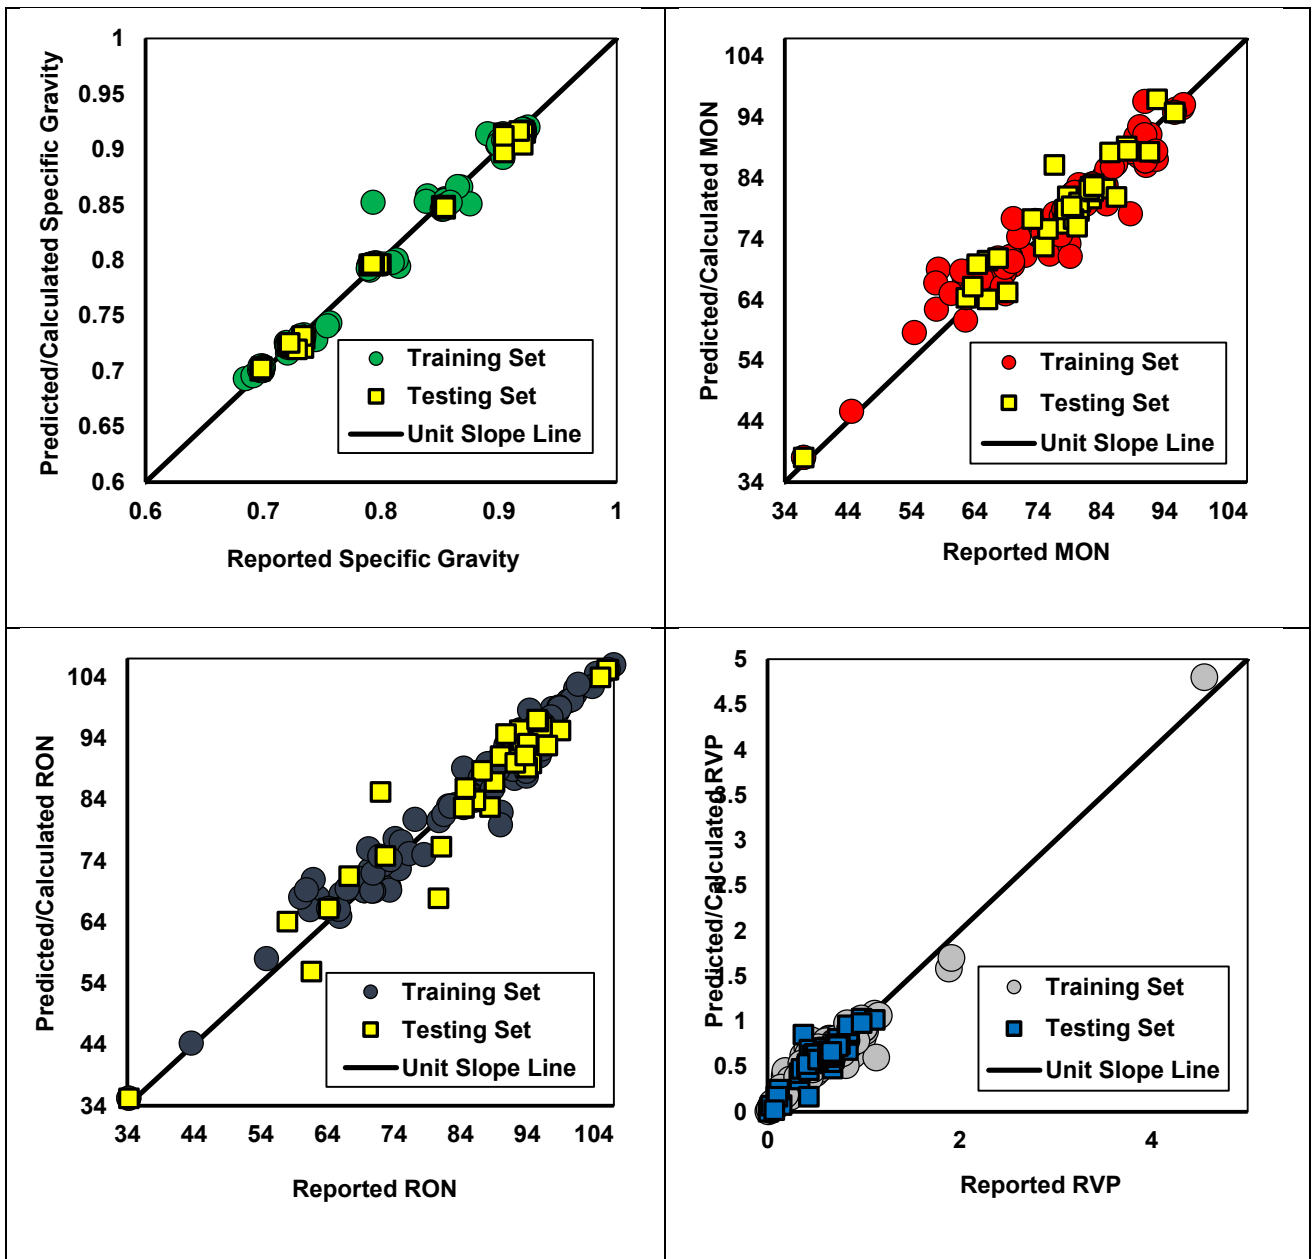 Predicted/Calculated Specific Gravity
1
0.95
0.9
0.85
0.8
0.75
0.7
0.65
0.6
0.6 0.7 0.8 0.9 1
Training Set
Testing Set
Unit Slope Line
Reported Specific Gravity
Predicted/Calculated MON
104
94
84
74
64
54
44
34
34 44 54 64 74 84 94 104
Training Set
Testing Set
Unit Slope Line
Reported MON
Predicted/Calculated RON
104
94
84
74
64
54
44
34
34 44 54 64 74 84 94 104
Training Set
Testing Set
Unit Slope Line
Reported RON
Predicted/Calculated RVP
5
4.5
4
3.5
3
2.5
2
1.5
1
0.5
0
0 2 4
Training Set
Testing Set
Unit Slope Line
Reported RVP